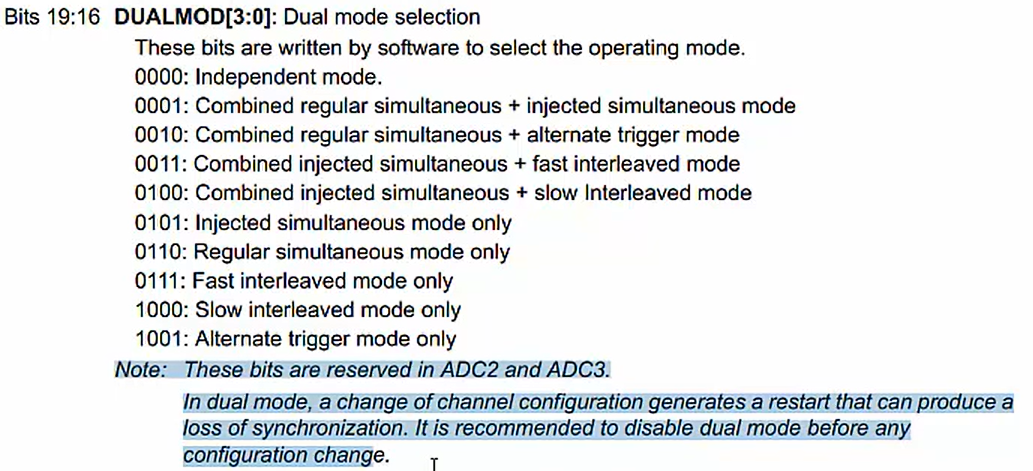 Bits 19:16 DUALMOD[3:0]: Dual mode selection
These bits are written by software to select the operating mode.
0000: Independent mode.
0001: Combined regular simultaneous + injected simultaneous mode
0010: Combined regular simultaneous + alternate trigger mode
0011: Combined injected simultaneous + fast interleaved mode
0100: Combined injected simultaneous + slow Interleaved mode
0101: Injected simultaneous mode only
0110: Regular simultaneous mode only
0111: Fast interleaved mode only
1000: Slow interleaved mode only
1001: Alternate trigger mode only
Note: These bits are reserved in ADC2 and ADC3.
In dual mode, a change of channel configuration generates a restart that can produce a
loss of synchronization. It is recommended to disable dual mode before any
configuration change.